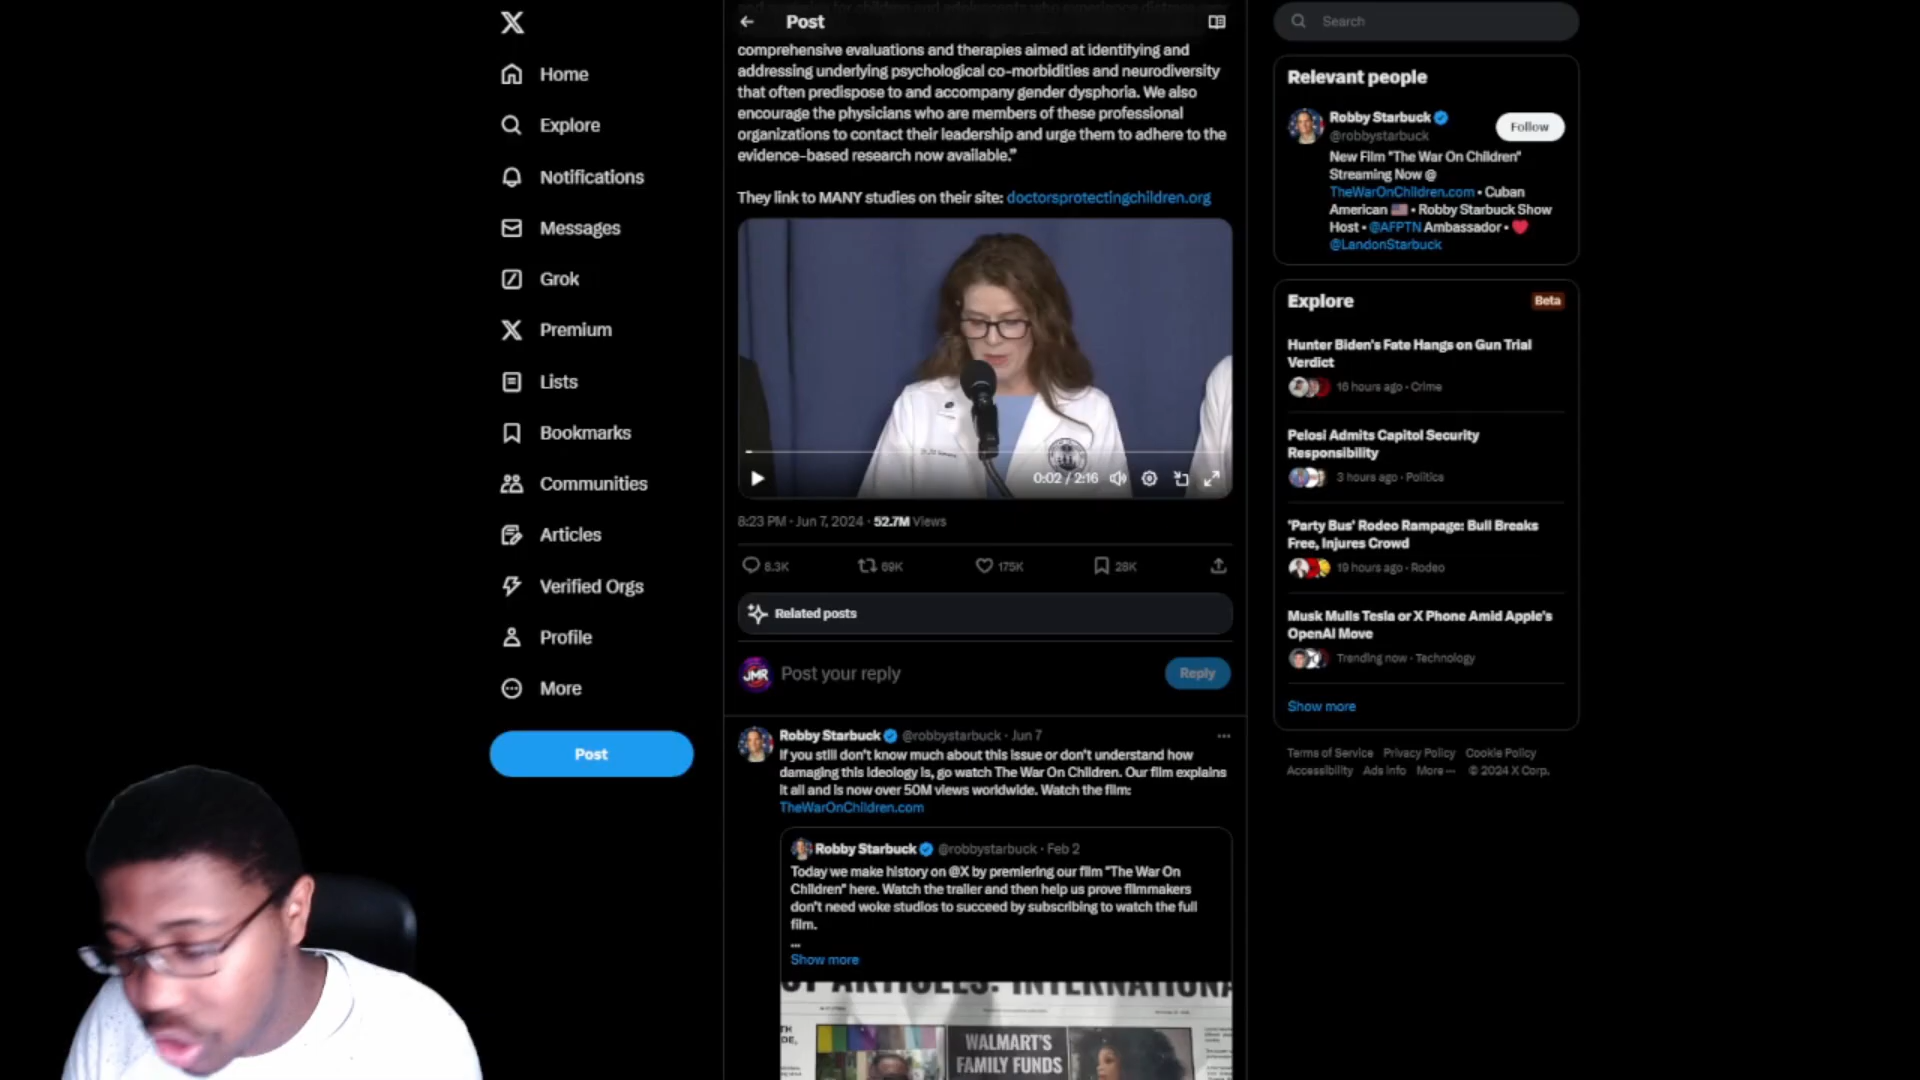 Home
Explore
Notifications
Messages
Grok
Premium
Lists
Bookmarks
Communities
Articles
Verified Orgs
Profile
More
Post
Post
comprehensive evaluations and therapies aimed at identifying and
addressing underlying psychological co-morbidities and neurodiversity
that often predispose to and accompany gender dysphoria. We also
encourage the physicians who are members of these professional
organizations to contact their leadership and urge them to adhere to the
evidence-based research now available.”
They link to MANY studies on their site: doctorsprotectingchildren.org
0:02 / 2:16
8:23 PM · Jun 7, 2024 · 52.7M Views
8.3K 69K 175K 28K
Related posts
JMR Post your reply Reply
Robby Starbuck @robbystarbuck · Jun 7
If you still don't know much about this issue or don't understand how
damaging this ideology is, go watch The War On Children. Our film explains
it all and is now over 50M views worldwide. Watch the film:
TheWarOnChildren.com
Robby Starbuck @robbystarbuck · Feb 2
Today we make history on @X by premiering our film "The War On
Children" here. Watch the trailer and then help us prove filmmakers
don't need woke studios to succeed by subscribing to watch the full
film.
...
Show more
ARTICLES: INTERNATIONA
WALMART'S
FAMILY FUNDS
Search
Relevant people
Robby Starbuck
@robbystarbuck
Follow
New Film "The War On Children"
Streaming Now @
TheWarOnChildren.com • Cuban
American 🇺🇸 • Robby Starbuck Show
Host • @AFPTN Ambassador • ❤️
@LandonStarbuck
Explore Beta
Hunter Biden's Fate Hangs on Gun Trial
Verdict
16 hours ago · Crime
Pelosi Admits Capitol Security
Responsibility
3 hours ago · Politics
'Party Bus' Rodeo Rampage: Bull Breaks
Free, Injures Crowd
19 hours ago · Rodeo
Musk Mulls Tesla or X Phone Amid Apple's
OpenAI Move
Trending now · Technology
Show more
Terms of Service Privacy Policy Cookie Policy
Accessibility Ads info More ··· © 2024 X Corp.